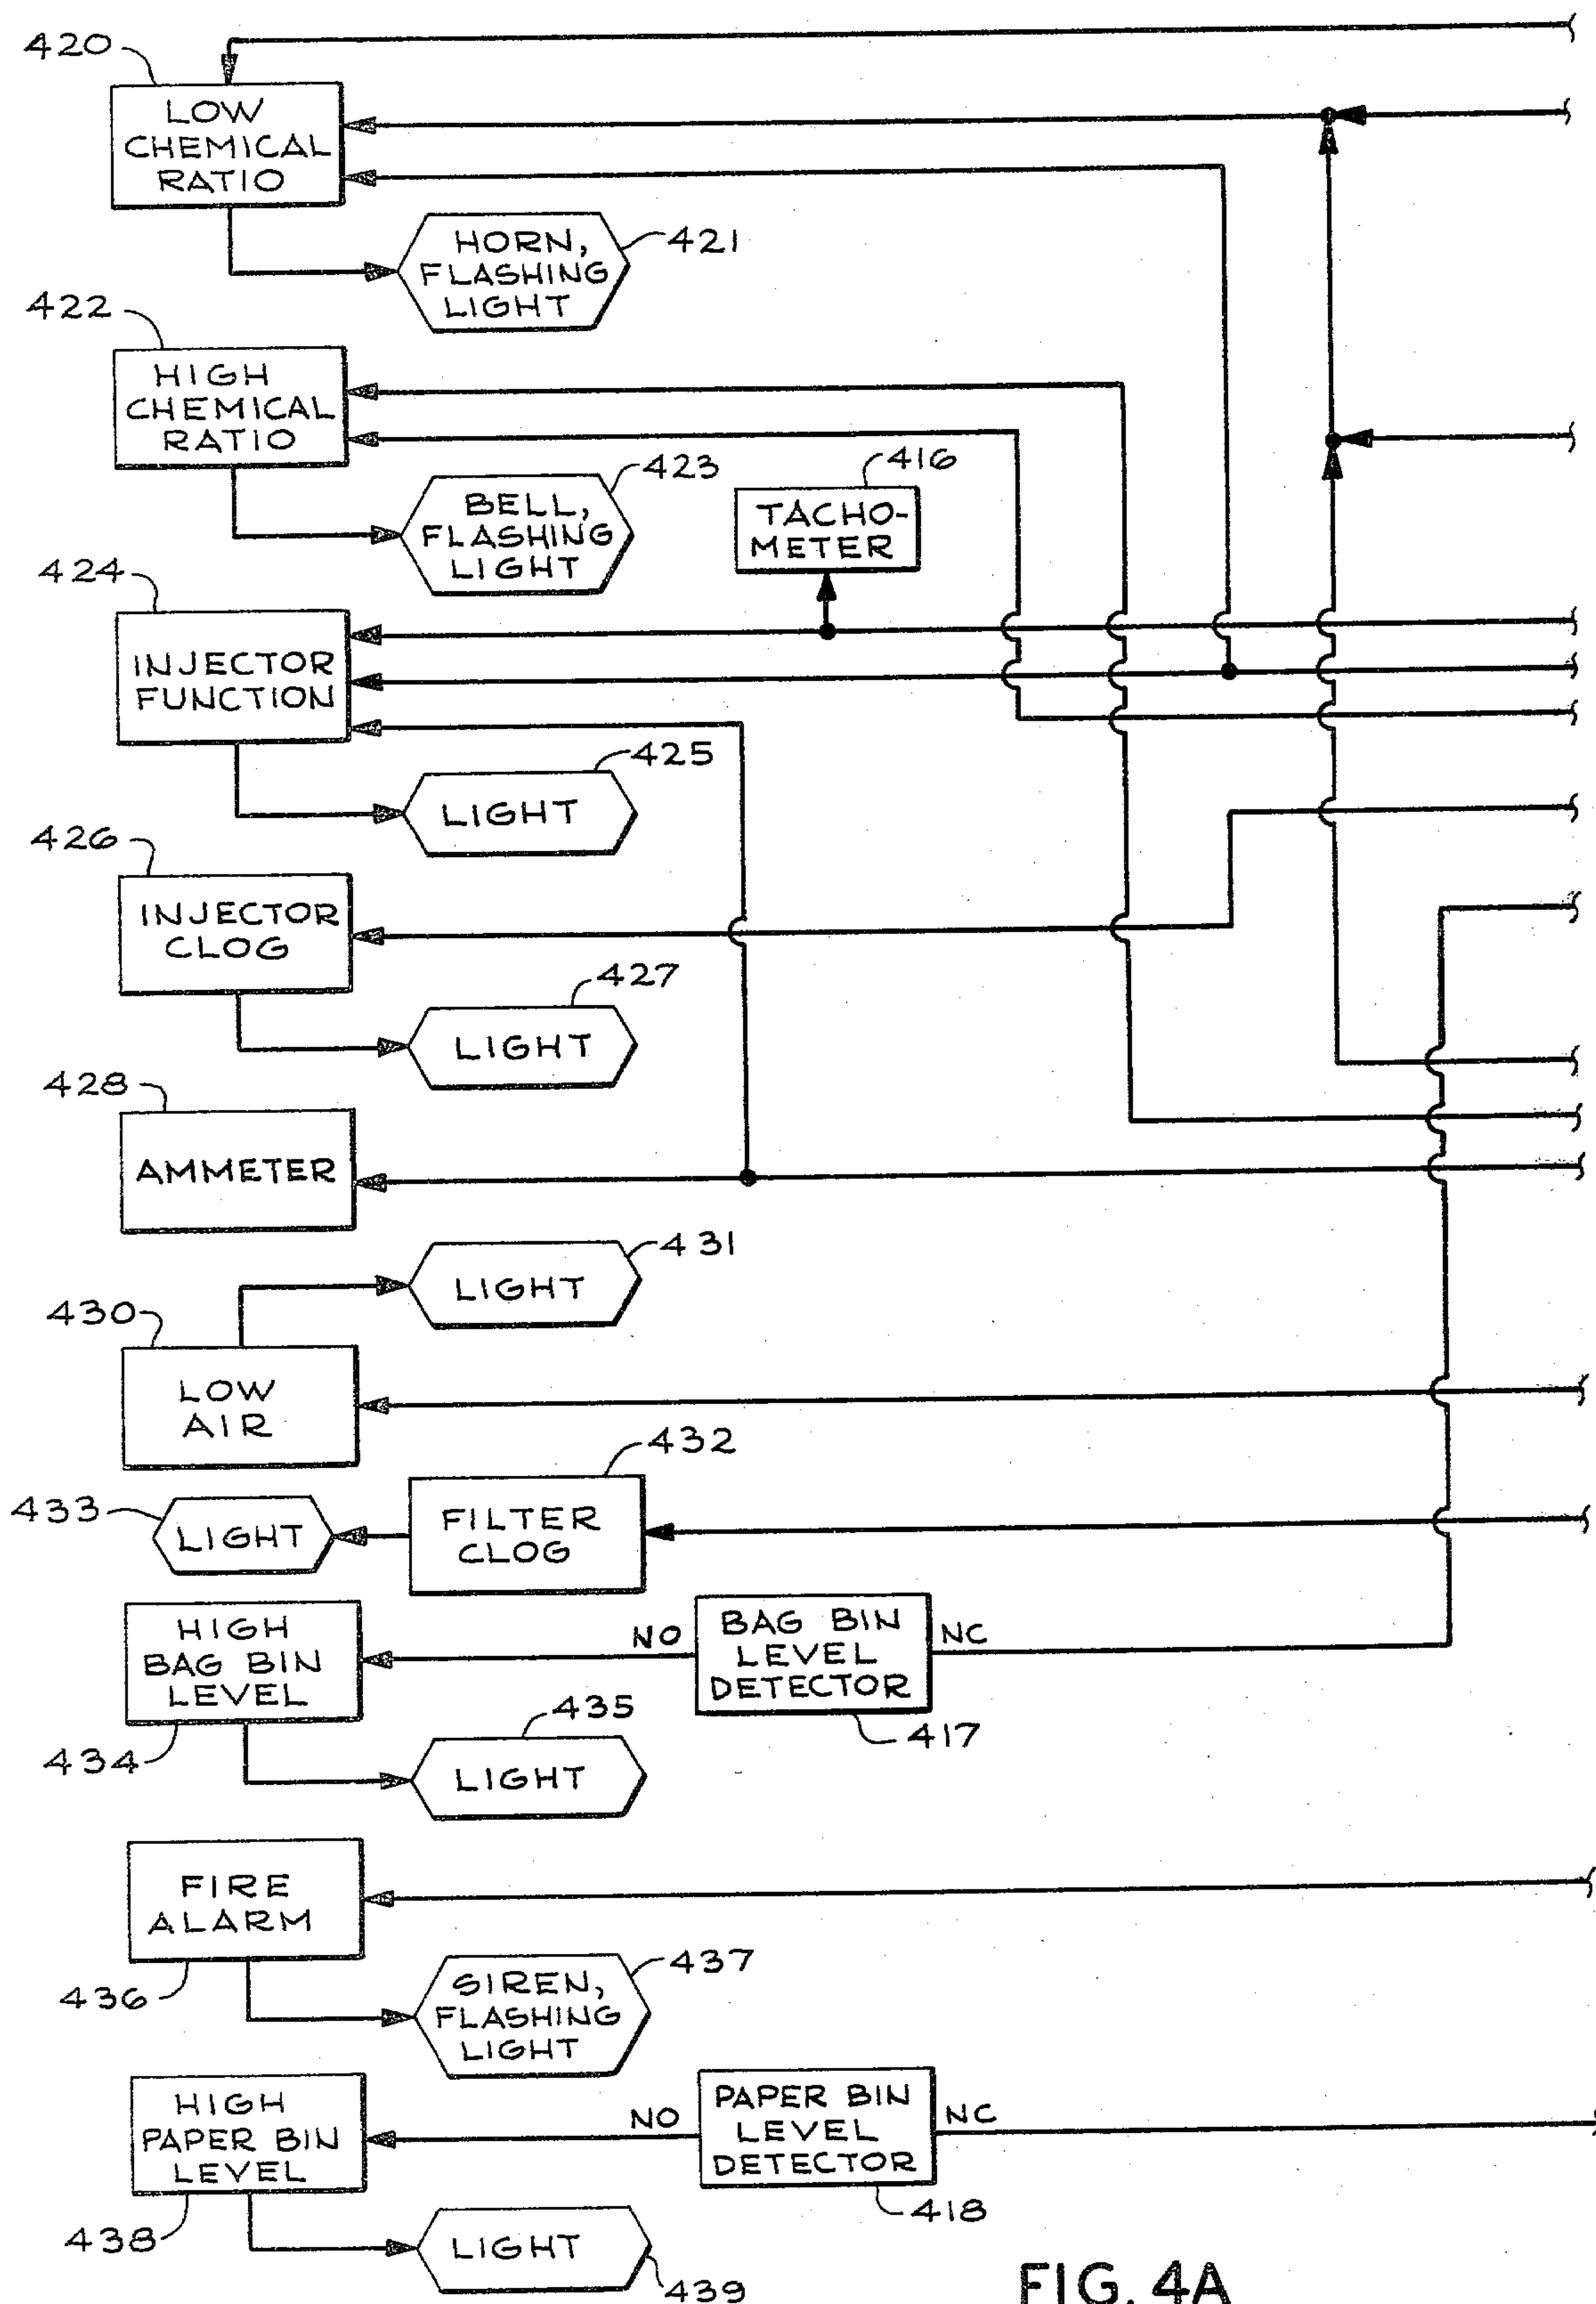 420
LOW
CHEMICAL
RATIO
HORN,
FLASHING
LIGHT
421
422
HIGH
CHEMICAL
RATIO
BELL,
FLASHING
LIGHT
423
416
TACHO-
METER
424
INJECTOR
FUNCTION
425
LIGHT
426
INJECTOR
CLOG
427
LIGHT
428
AMMETER
431
LIGHT
430
LOW
AIR
432
433
LIGHT
FILTER
CLOG
HIGH
BAG BIN
LEVEL
434
NO
BAG BIN
LEVEL
DETECTOR
NC
417
435
LIGHT
FIRE
ALARM
436
437
SIREN,
FLASHING
LIGHT
HIGH
PAPER BIN
LEVEL
438
NO
PAPER BIN
LEVEL
DETECTOR
NC
418
LIGHT
439
FIG. 4A